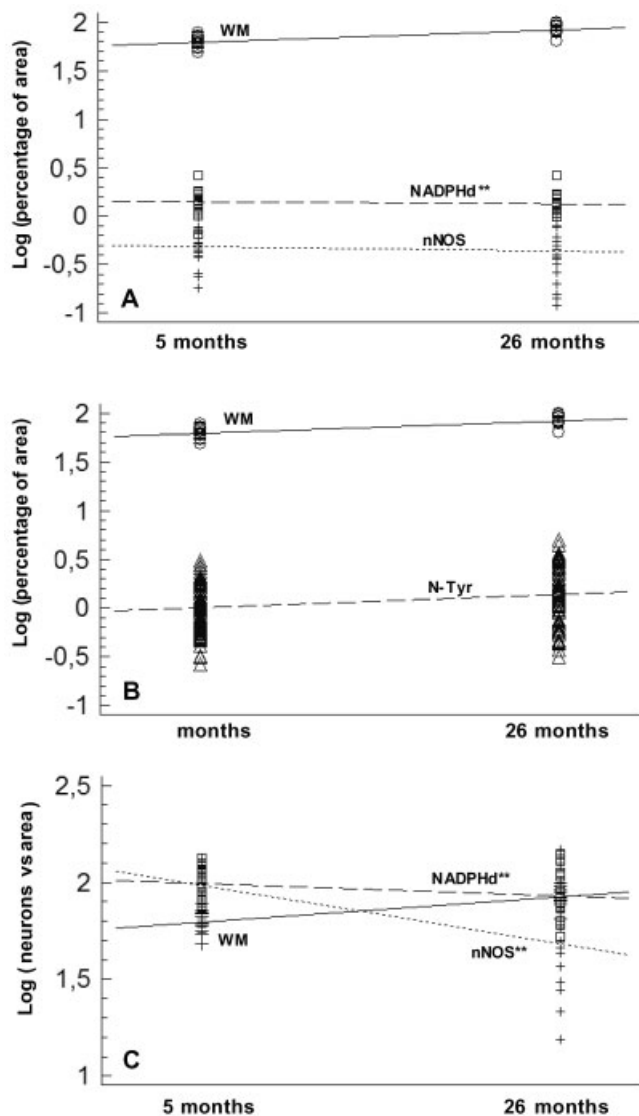 Log (percentage of area)
2
1,5
1
0,5
0
-0,5
-1
WM
NADPHd**
nNOS
A
5 months
26 months
Log (percentage of area)
2
1,5
1
0,5
0
-0,5
-1
WM
N-Tyr
B
months
26 months
Log ( neurons vs area)
2,5
2
1,5
1
NADPHd**
WM
nNOS**
C
5 months
26 months